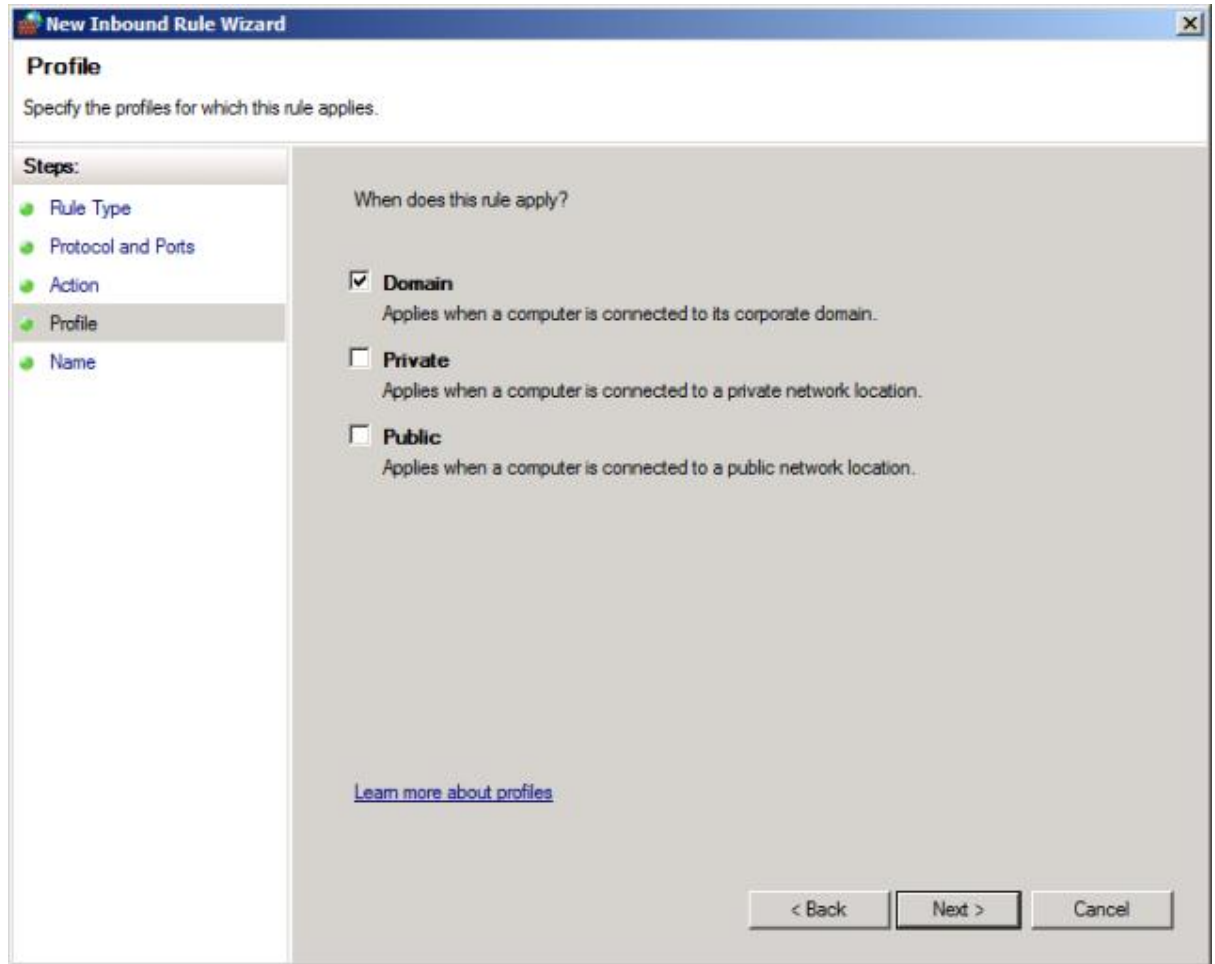 New Inbound Rule Wizard
Profile
Specify the profiles for which this rule applies.
Steps:
Rule Type
Protocol and Ports
Action
Profile
Name
When does this rule apply?
Domain
Applies when a computer is connected to its corporate domain.
Private
Applies when a computer is connected to a private network location.
Public
Applies when a computer is connected to a public network location.
Learn more about profiles
< Back
Next >
Cancel